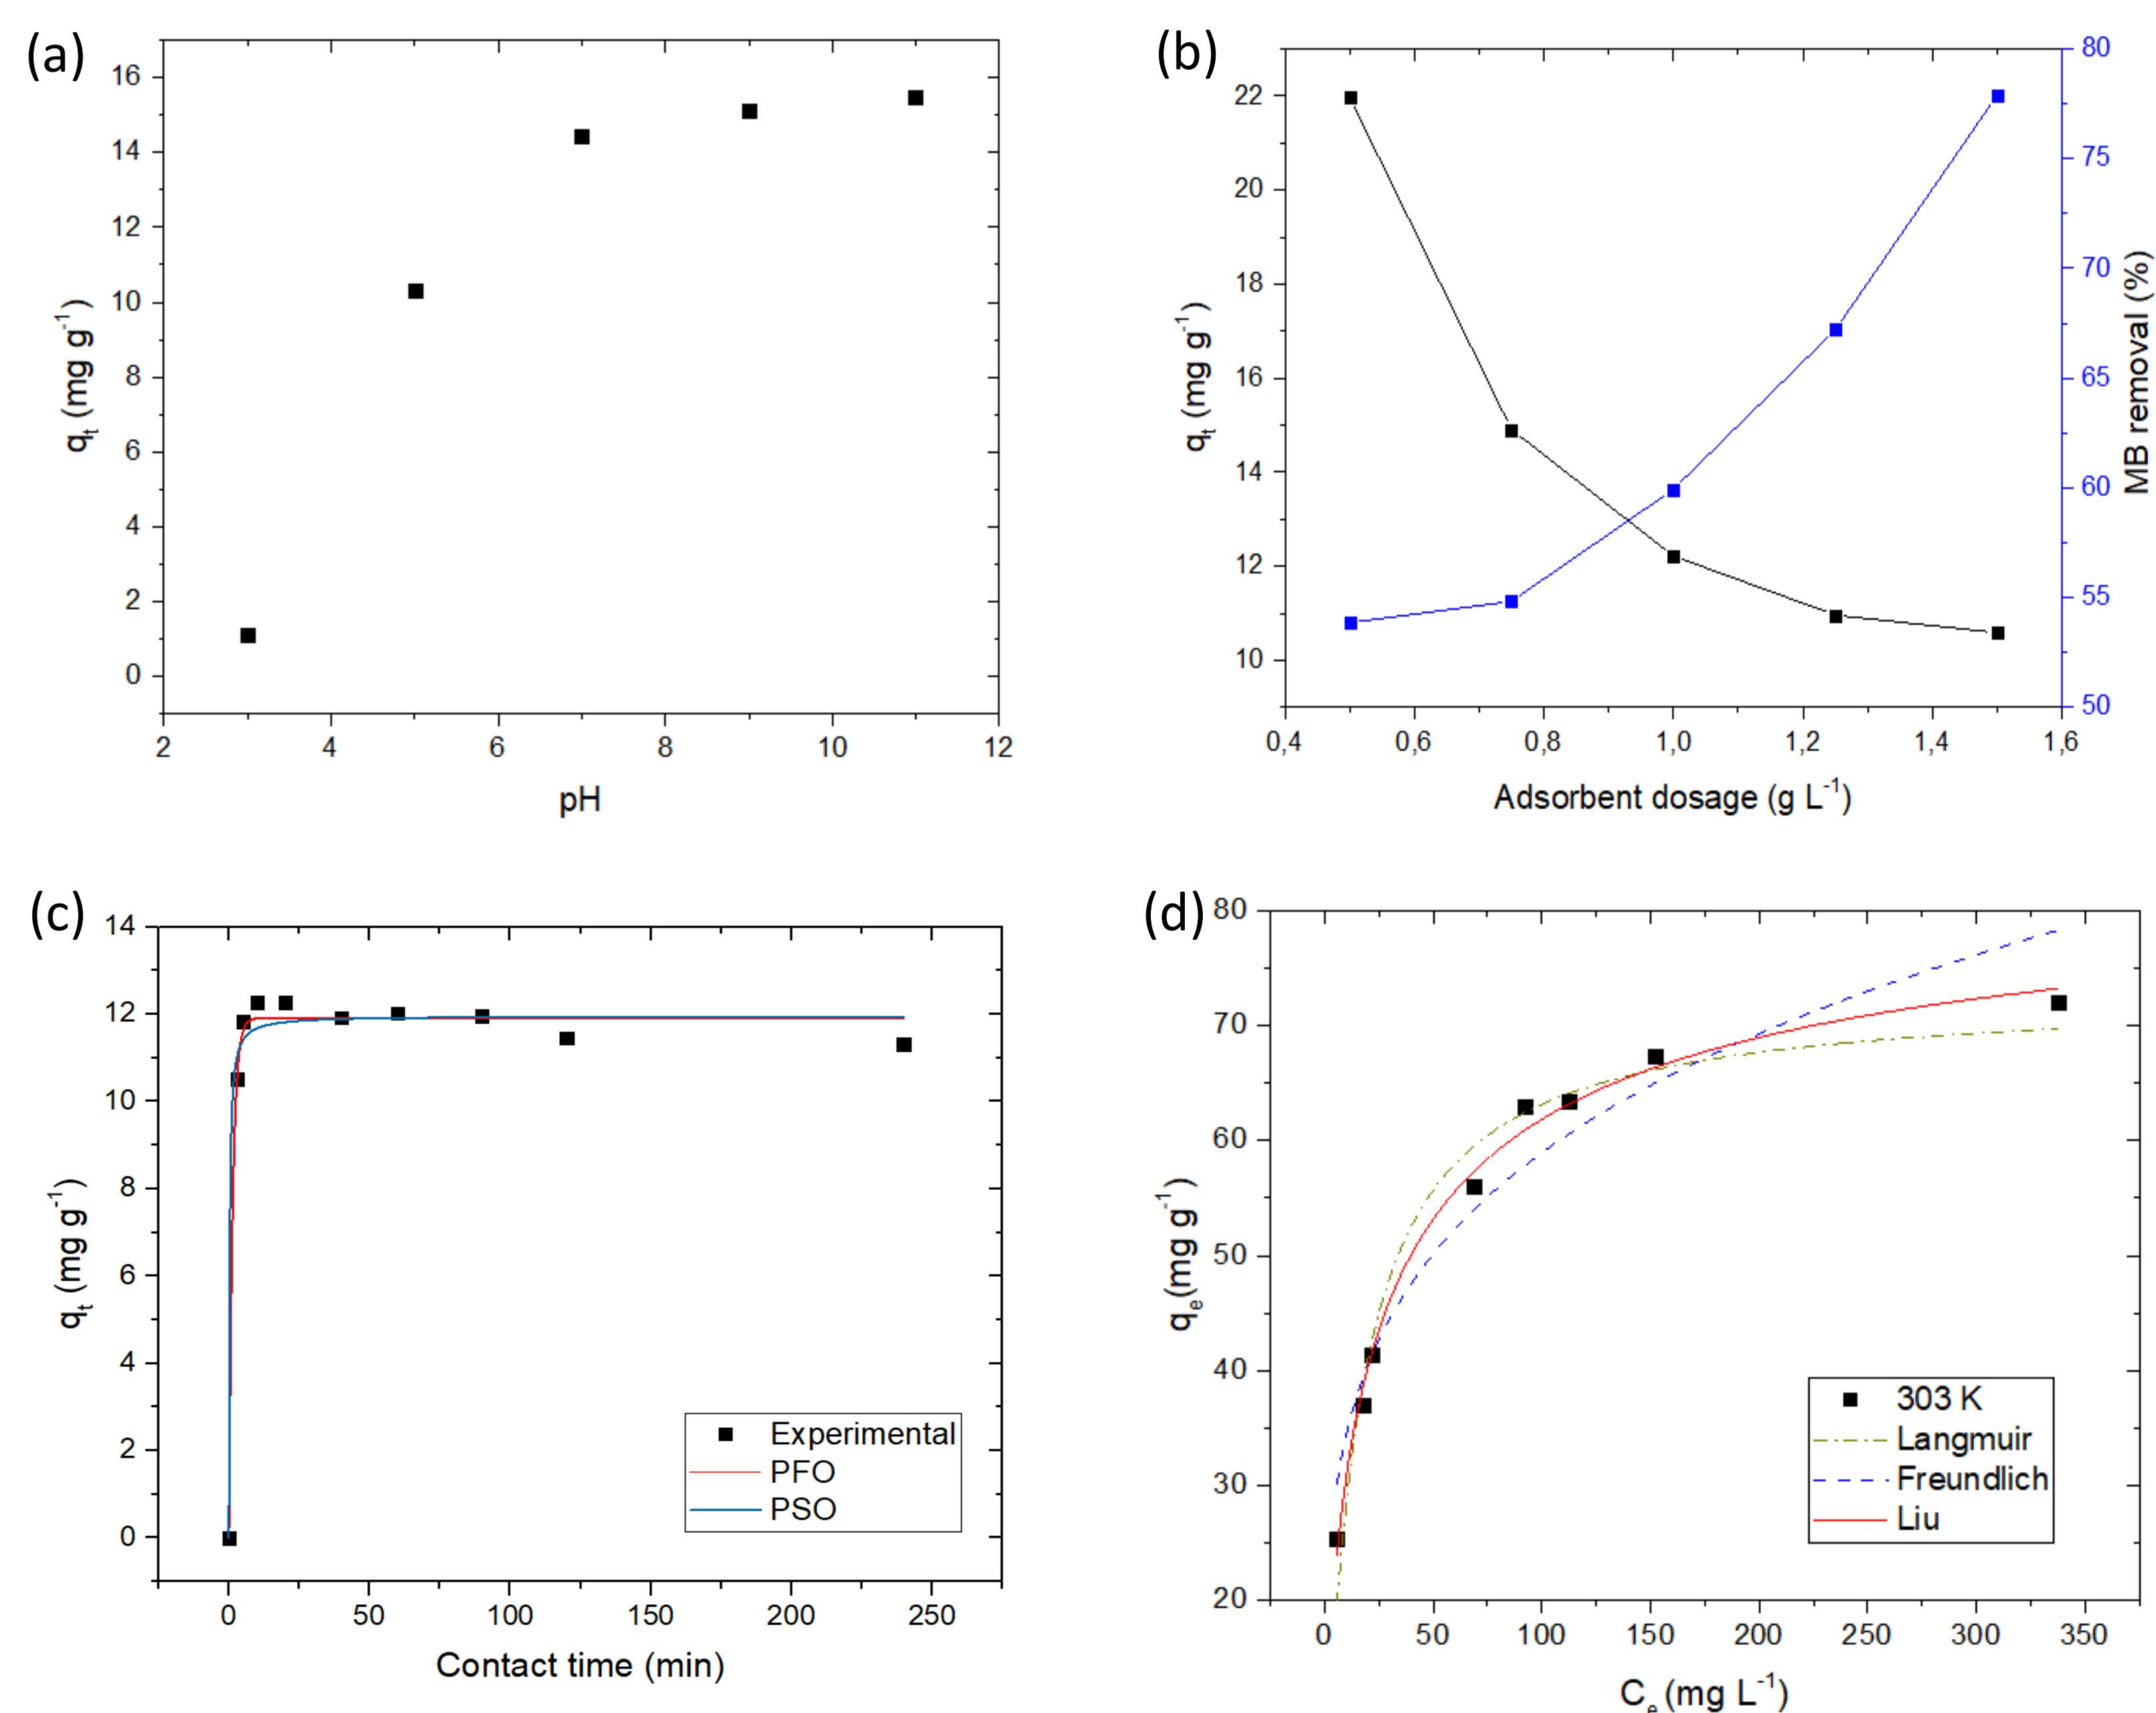 (a)
16
14
12
10
8
6
4
2
0
qt (mg g-1)
2 4 6 8 10 12
pH
(b)
22
20
18
16
14
12
10
qt (mg g-1)
80
75
70
65
60
55
50
MB removal (%)
0,4 0,6 0,8 1,0 1,2 1,4 1,6
Adsorbent dosage (g L-1)
(c)
14
12
10
8
6
4
2
0
qt (mg g-1)
Experimental
PFO
PSO
0 50 100 150 200 250
Contact time (min)
(d)
80
70
60
50
40
30
20
qe(mg g-1)
303 K
Langmuir
Freundlich
Liu
0 50 100 150 200 250 300 350
Ce (mg L-1)